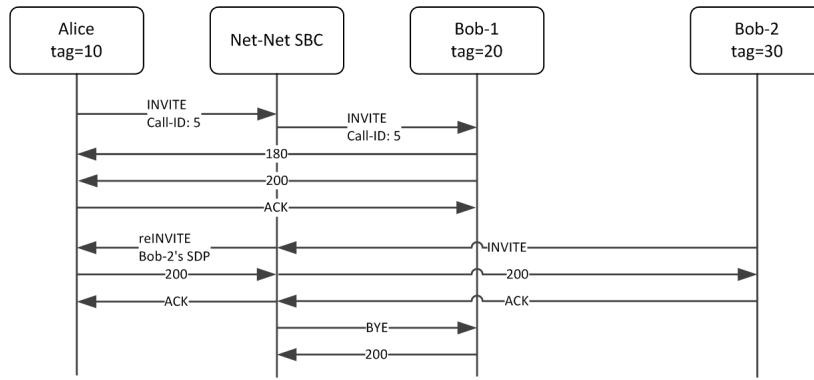 Alice
tag=10
Net-Net SBC
Bob-1
tag=20
Bob-2
tag=30
INVITE
Call-ID: 5
INVITE
Call-ID: 5
180
200
ACK
reINVITE
Bob-2's SDP
INVITE
200
200
ACK
ACK
BYE
200